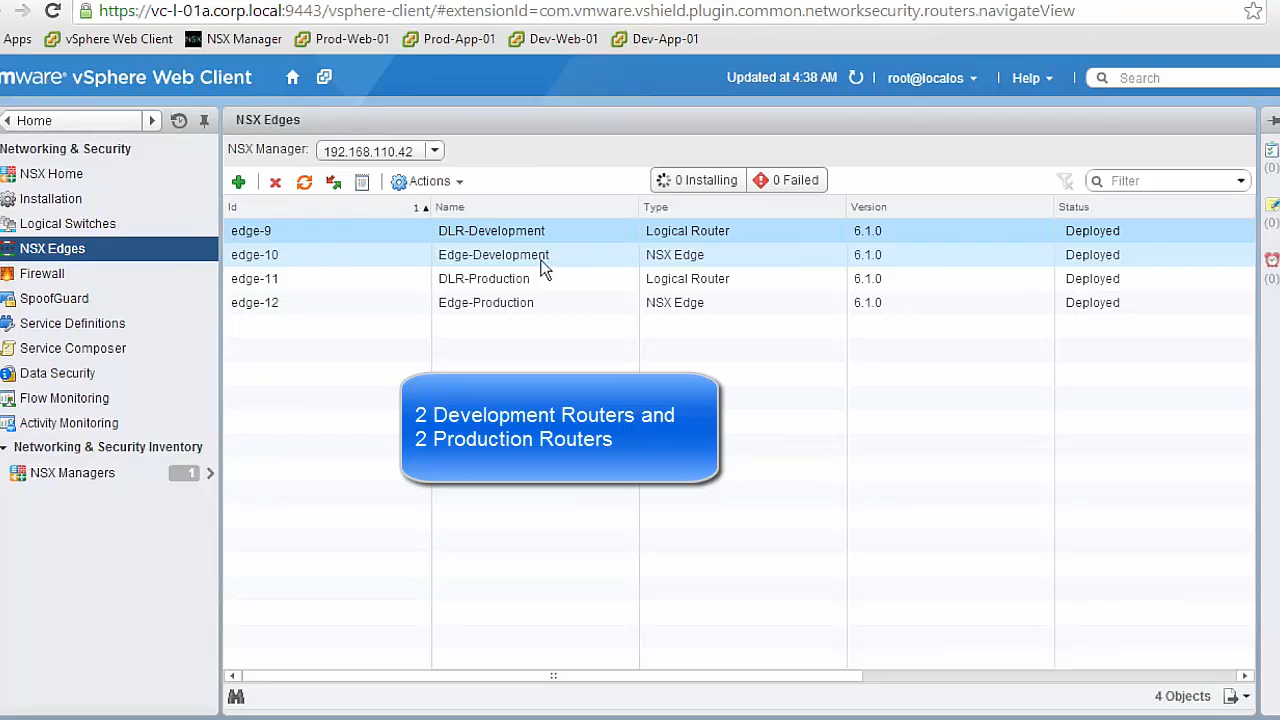 https://vc-l-01a.corp.local:9443/vsphere-client/#extensionId=com.vmware.vshield.plugin.common.networksecurity.routers.navigateView
Apps vSphere Web Client NSX NSX Manager Prod-Web-01 Prod-App-01 Dev-Web-01 Dev-App-01
mware® vSphere Web Client Updated at 4:38 AM root@localos Help Search
Home NSX Edges
Networking & Security
NSX Manager: 192.168.110.42
NSX Home
Installation
Logical Switches
NSX Edges
Firewall
SpoofGuard
Service Definitions
Service Composer
Data Security
Flow Monitoring
Activity Monitoring
Networking & Security Inventory
NSX Managers 1
Actions 0 Installing 0 Failed Filter
Id 1 ▲ Name Type Version Status
edge-9 DLR-Development Logical Router 6.1.0 Deployed
edge-10 Edge-Development NSX Edge 6.1.0 Deployed
edge-11 DLR-Production Logical Router 6.1.0 Deployed
edge-12 Edge-Production NSX Edge 6.1.0 Deployed
2 Development Routers and
2 Production Routers
4 Objects
(0)
(0)
(0)